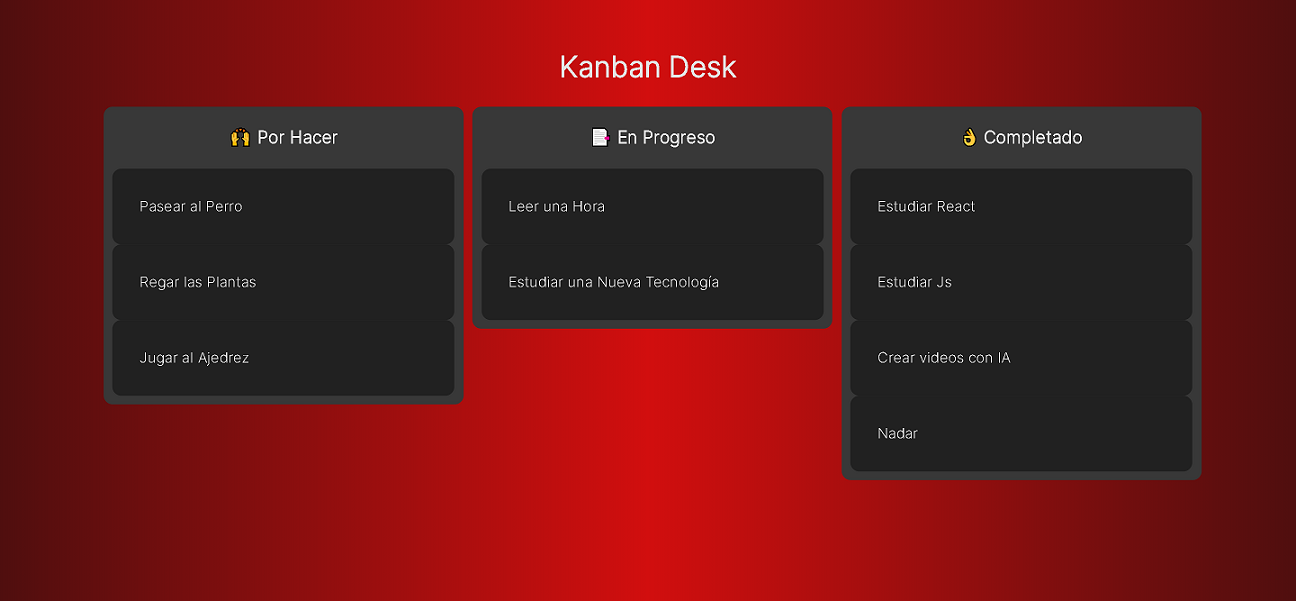 Kanban Desk
🙌 Por Hacer
Pasear al Perro
Regar las Plantas
Jugar al Ajedrez
📑 En Progreso
Leer una Hora
Estudiar una Nueva Tecnología
👌 Completado
Estudiar React
Estudiar Js
Crear videos con IA
Nadar